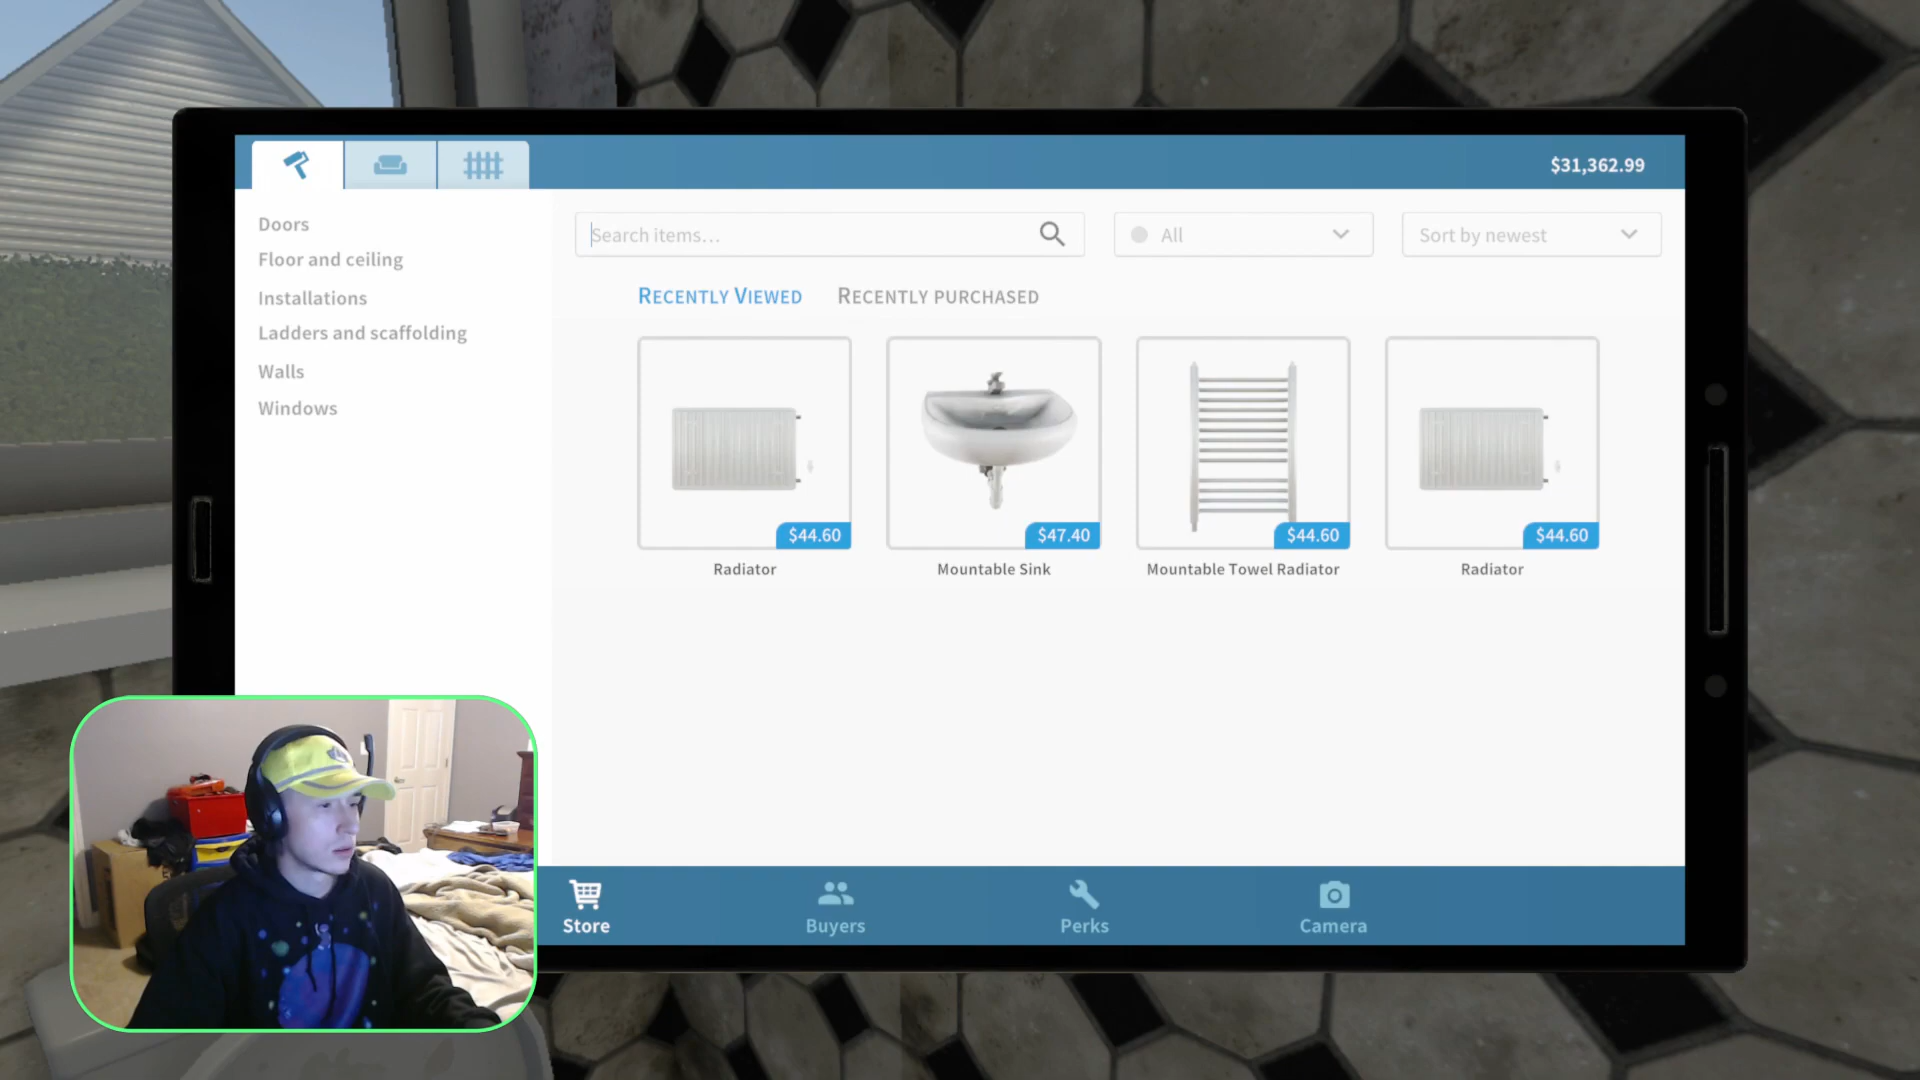 $31,362.99
Doors
Floor and ceiling
Installations
Ladders and scaffolding
Walls
Windows
Search items...
All
Sort by newest
RECENTLY VIEWED
RECENTLY PURCHASED
$44.60
$47.40
$44.60
$44.60
Radiator
Mountable Sink
Mountable Towel Radiator
Radiator
Store
Buyers
Perks
Camera